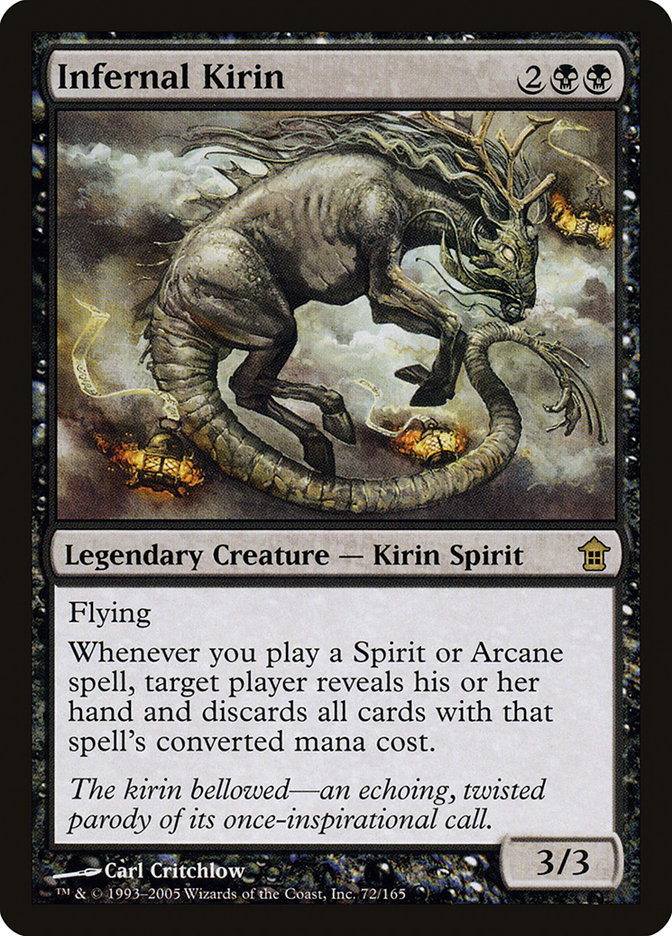 Infernal Kirin 2
Legendary Creature — Kirin Spirit
Flying
Whenever you play a Spirit or Arcane
spell, target player reveals his or her
hand and discards all cards with that
spell's converted mana cost.
The kirin bellowed—an echoing, twisted
parody of its once-inspirational call.
3/3
Carl Critchlow
™ & © 1993–2005 Wizards of the Coast, Inc. 72/165